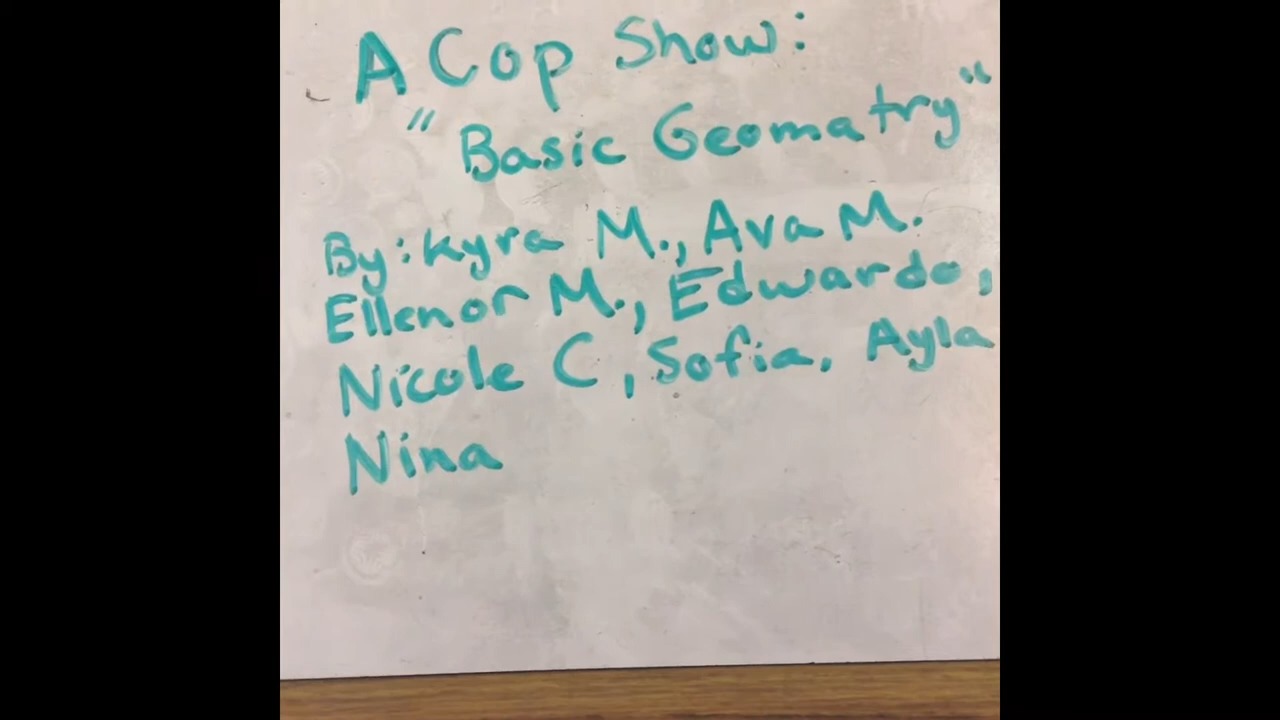 A Cop Show:
"Basic Geomatry"
By: Kyra M., Ava M.
Ellenor M., Edwardo,
Nicole C, Sofia, Ayla
Nina